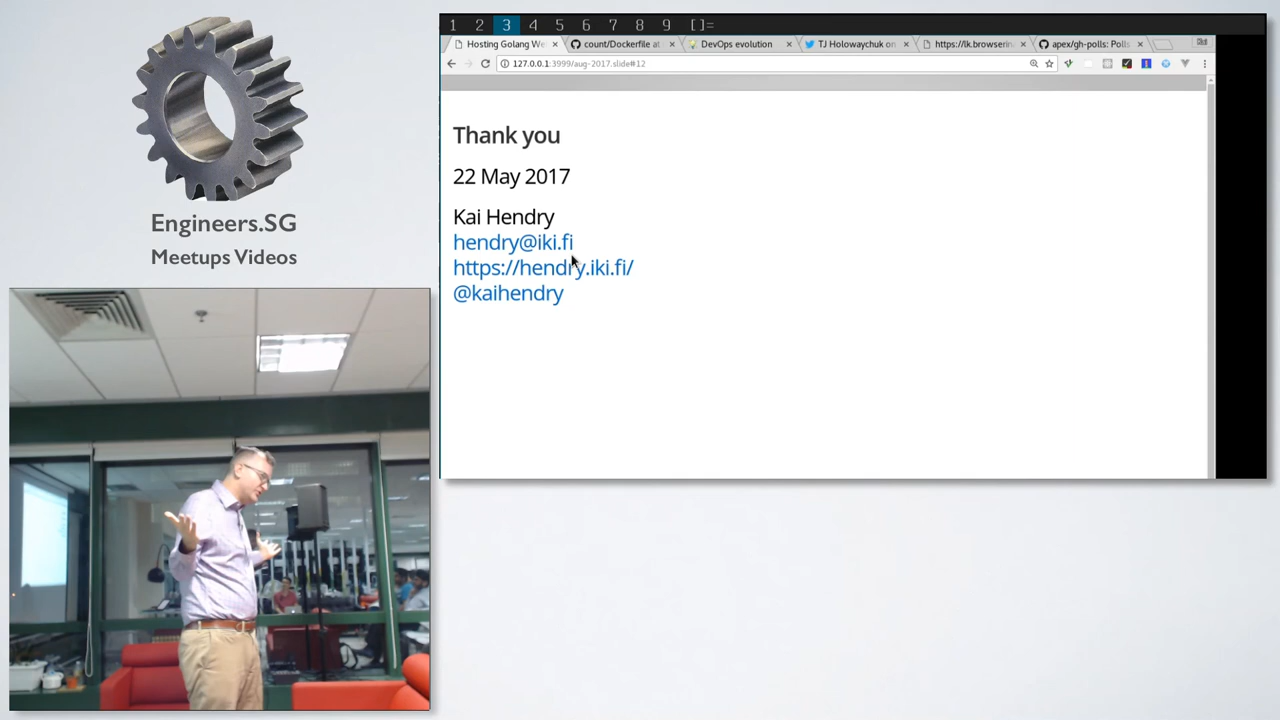 Engineers.SG
Meetups Videos
1 2 3 4 5 6 7 8 9 []=
Hosting Golang We
count/Dockerfile at
DevOps evolution
TJ Holowaychuk on
https://lk.browserin
apex/gh-polls: Polls
127.0.0.1:3999/aug-2017.slide#12
Thank you
22 May 2017
Kai Hendry
hendry@iki.fi
https://hendry.iki.fi/
@kaihendry